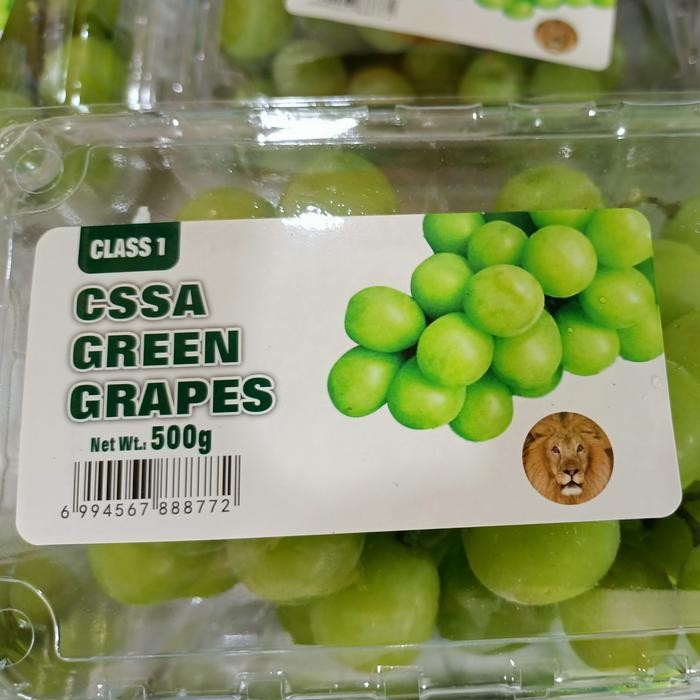 CLASS 1
CSSA
GREEN
GRAPES
Net Wt.: 500g
6 994567 888772